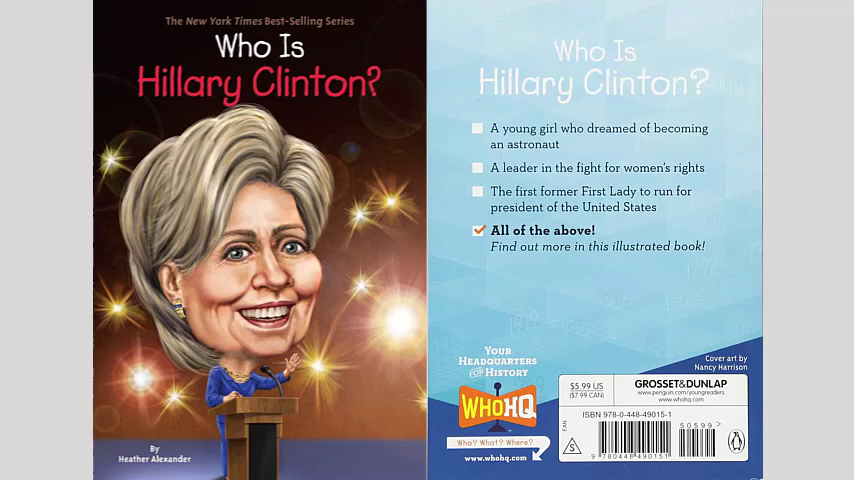 The New York Times Best-Selling Series
Who Is
Hillary Clinton?
By
Heather Alexander
Who Is
Hillary Clinton?
A young girl who dreamed of becoming
an astronaut
A leader in the fight for women's rights
The first former First Lady to run for
president of the United States
All of the above!
Find out more in this illustrated book!
Cover art by
Nancy Harrison
YOUR
HEADQUARTERS
FOR HISTORY
WHOHQ
Who? What? Where?
www.whohq.com
$5.99 US
($7.99 CAN)
GROSSET&DUNLAP
www.penguin.com/youngreaders
www.whohq.com
ISBN 978-0-448-49015-1
EAN
S
50599>
9 780448 490151